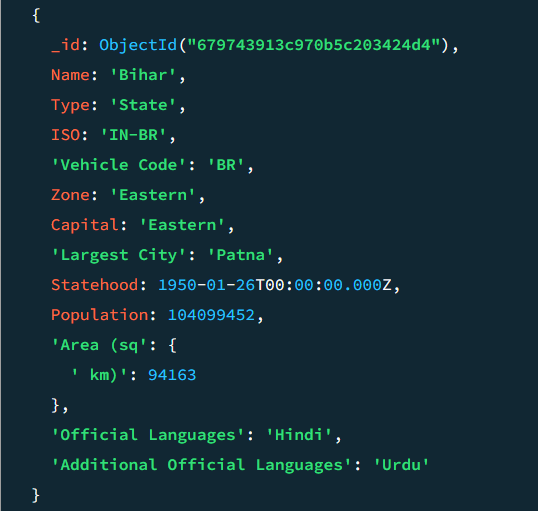 {
_id: ObjectId("679743913c970b5c203424d4"),
Name: 'Bihar',
Type: 'State',
ISO: 'IN-BR',
'Vehicle Code': 'BR',
Zone: 'Eastern',
Capital: 'Eastern',
'Largest City': 'Patna',
Statehood: 1950-01-26T00:00:00.000Z,
Population: 104099452,
'Area (sq': {
' km)': 94163
},
'Official Languages': 'Hindi',
'Additional Official Languages': 'Urdu'
}